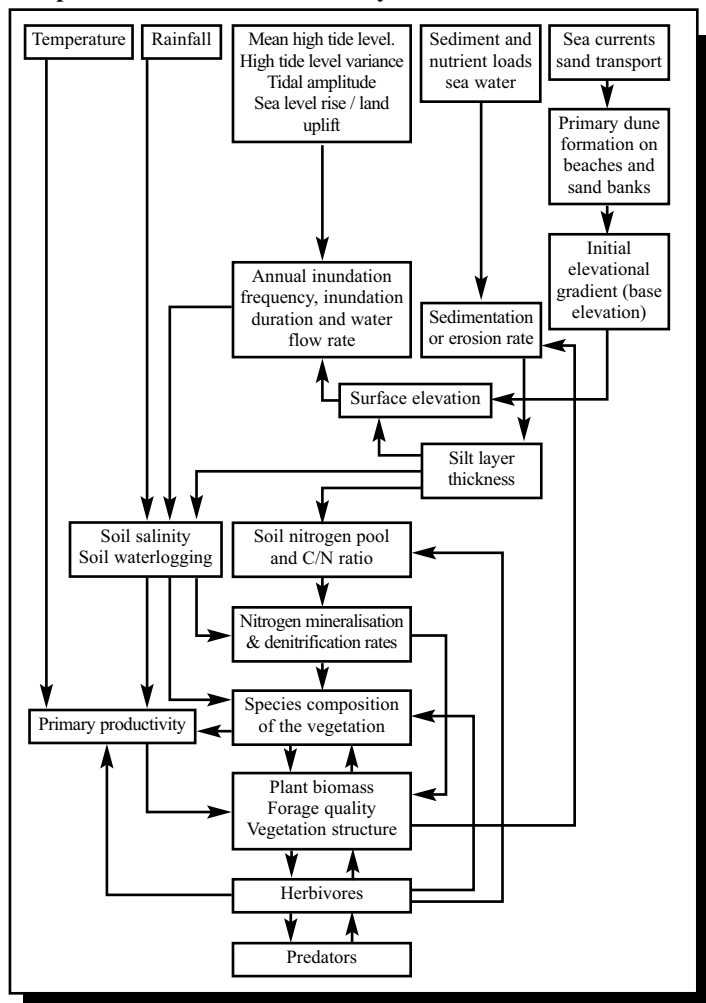 Temperature
Rainfall
Mean high tide level.
High tide level variance
Tidal amplitude
Sea level rise / land
uplift
Sediment and
nutrient loads
sea water
Sea currents
sand transport
Primary dune
formation on
beaches and
sand banks
Initial
elevational
gradient (base
elevation)
Annual inundation
frequency, inundation
duration and water
flow rate
Sedimentation
or erosion rate
Surface elevation
Silt layer
thickness
Soil salinity
Soil waterlogging
Soil nitrogen pool
and C/N ratio
Nitrogen mineralisation
& denitrification rates
Species composition
of the vegetation
Primary productivity
Plant biomass
Forage quality
Vegetation structure
Herbivores
Predators